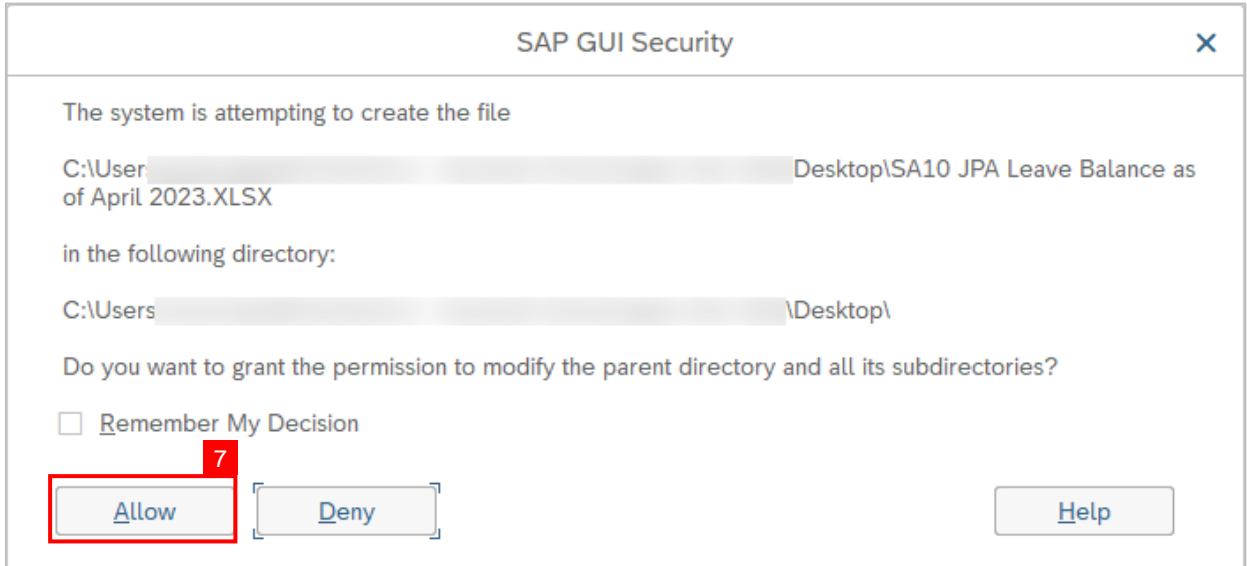 SAP GUI Security
The system is attempting to create the file
C:\User Desktop\SA10 JPA Leave Balance as
of April 2023.XLSX
in the following directory:
C:\Users \Desktop\
Do you want to grant the permission to modify the parent directory and all its subdirectories?
Remember My Decision
7
Allow Deny Help